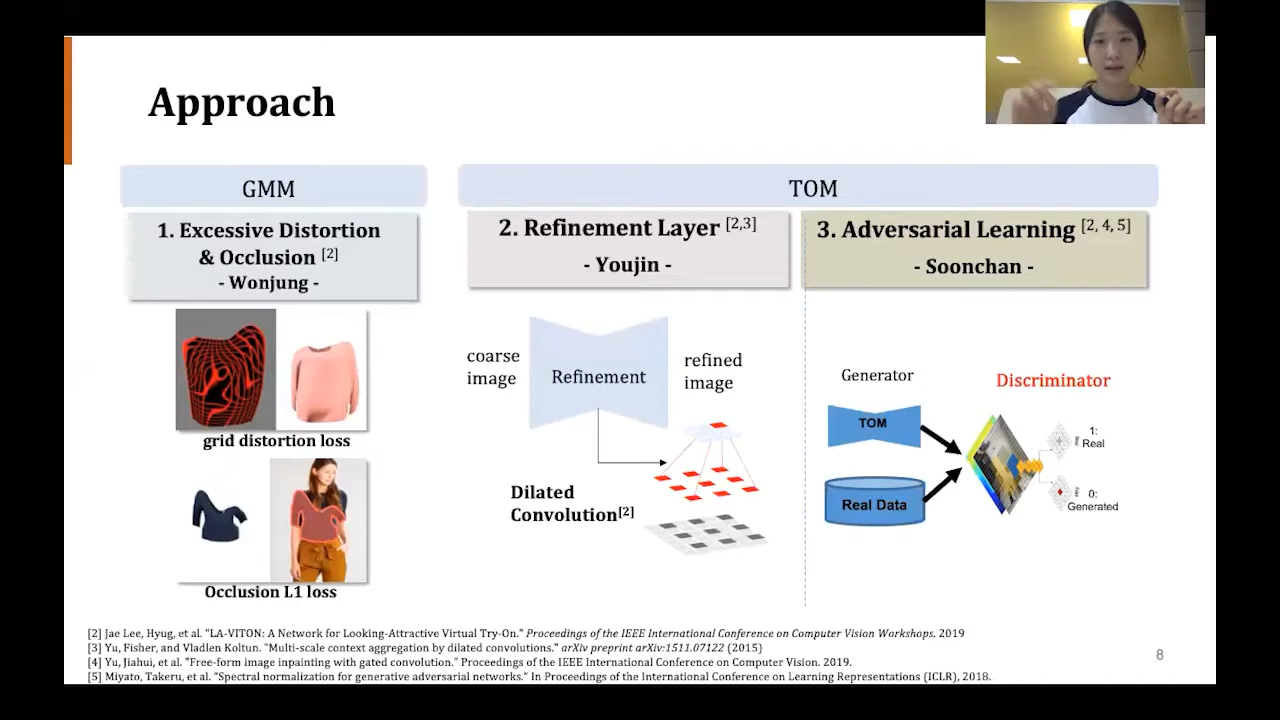 Approach
GMM
1. Excessive Distortion
& Occlusion [2]
- Wonjung -
grid distortion loss
Occlusion L1 loss
TOM
2. Refinement Layer [2,3]
- Youjin -
coarse
image
Refinement
refined
image
Dilated
Convolution[2]
3. Adversarial Learning [2, 4, 5]
- Soonchan -
Generator
Discriminator
TOM
Real Data
1:
Real
0:
Generated
[2] Jae Lee, Hyug, et al. "LA-VITON: A Network for Looking-Attractive Virtual Try-On." Proceedings of the IEEE International Conference on Computer Vision Workshops. 2019
[3] Yu, Fisher, and Vladlen Koltun. "Multi-scale context aggregation by dilated convolutions." arXiv preprint arXiv:1511.07122 (2015)
[4] Yu, Jiahui, et al. "Free-form image inpainting with gated convolution." Proceedings of the IEEE International Conference on Computer Vision. 2019.
[5] Miyato, Takeru, et al. "Spectral normalization for generative adversarial networks." In Proceedings of the International Conference on Learning Representations (ICLR), 2018.
8